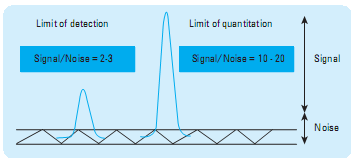 Limit of detection
Limit of quantitation
Signal/Noise = 2-3
Signal/Noise = 10 - 20
Signal
Noise